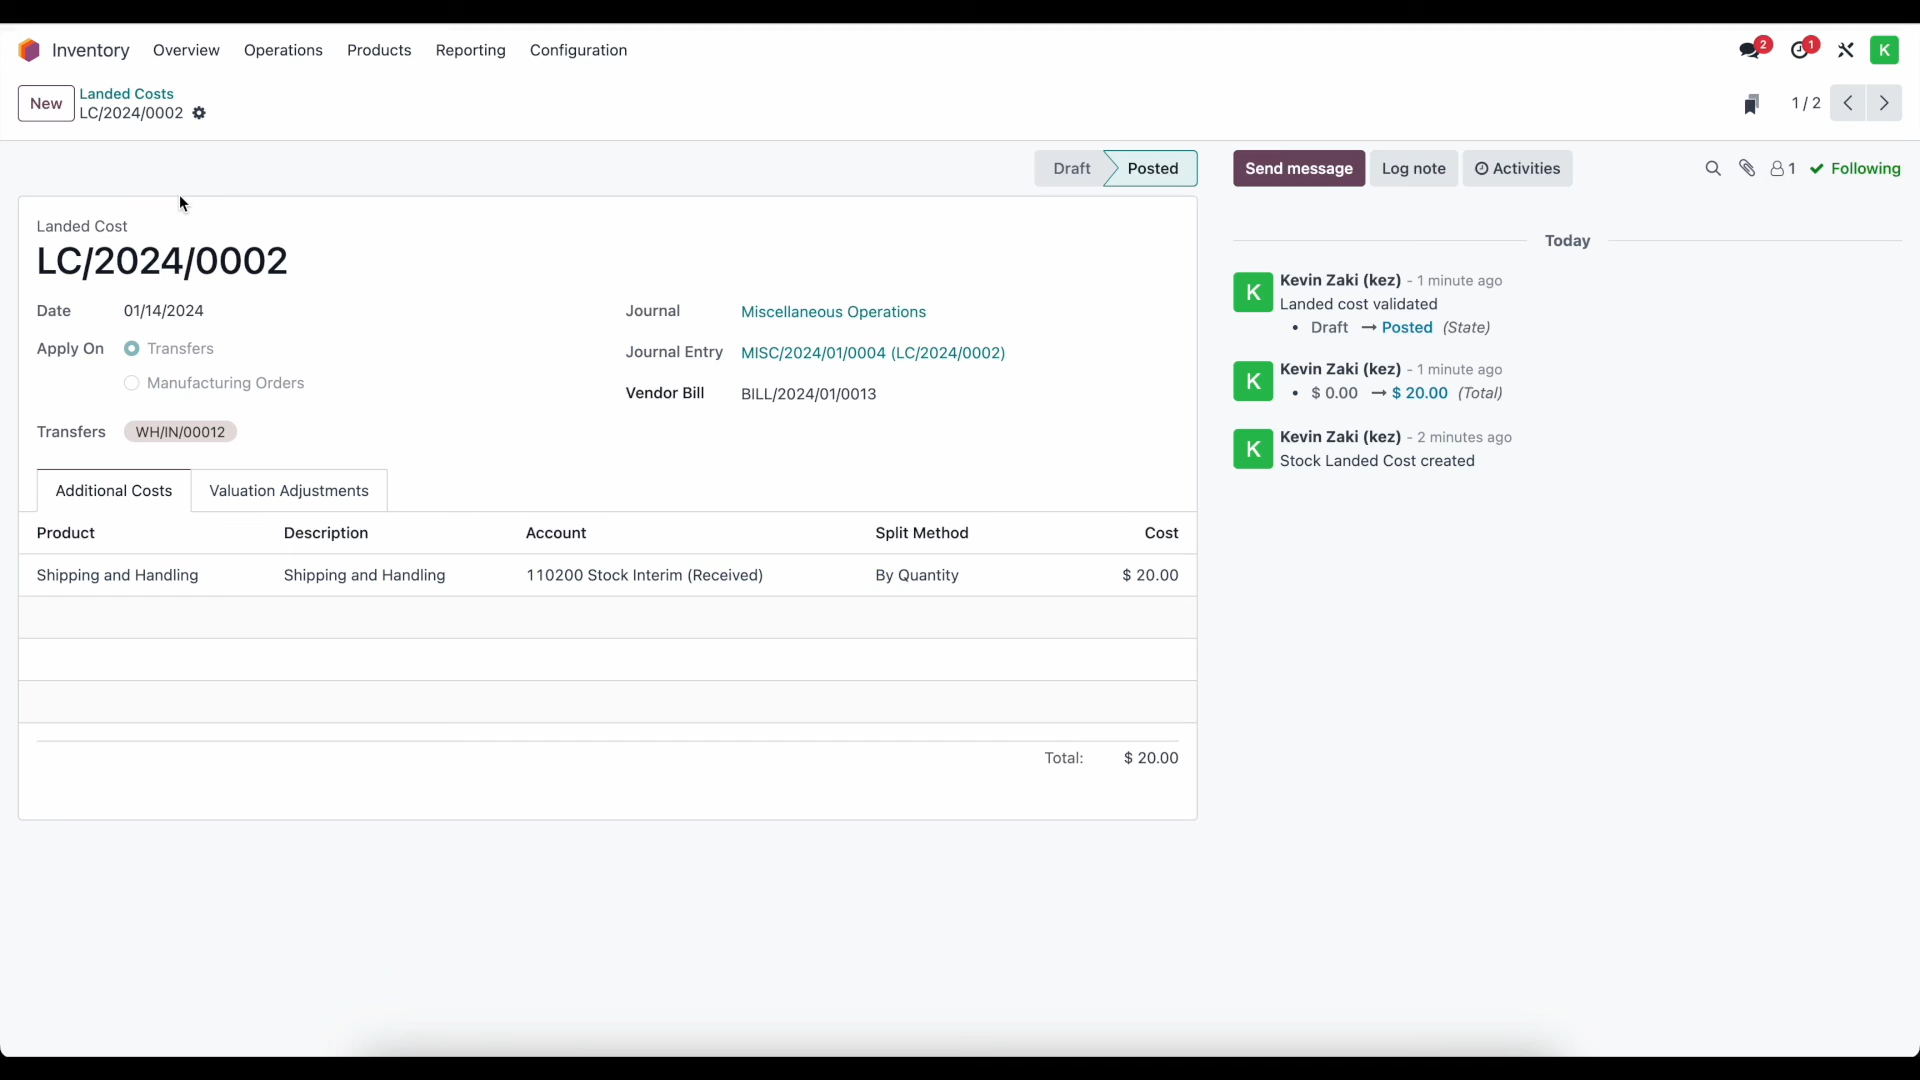 Inventory Overview Operations Products Reporting Configuration 2 1 K
New Landed Costs
LC/2024/0002 1 / 2
Draft Posted Send message Log note Activities 1 Following
Landed Cost
LC/2024/0002
Date 01/14/2024
Apply On Transfers
Manufacturing Orders
Transfers WH/IN/00012
Journal Miscellaneous Operations
Journal Entry MISC/2024/01/0004 (LC/2024/0002)
Vendor Bill BILL/2024/01/0013
Additional Costs Valuation Adjustments
Product Description Account Split Method Cost
Shipping and Handling Shipping and Handling 110200 Stock Interim (Received) By Quantity $ 20.00
Total: $ 20.00
Today
K Kevin Zaki (kez) - 1 minute ago
Landed cost validated
• Draft → Posted (State)
K Kevin Zaki (kez) - 1 minute ago
• $ 0.00 → $ 20.00 (Total)
K Kevin Zaki (kez) - 2 minutes ago
Stock Landed Cost created